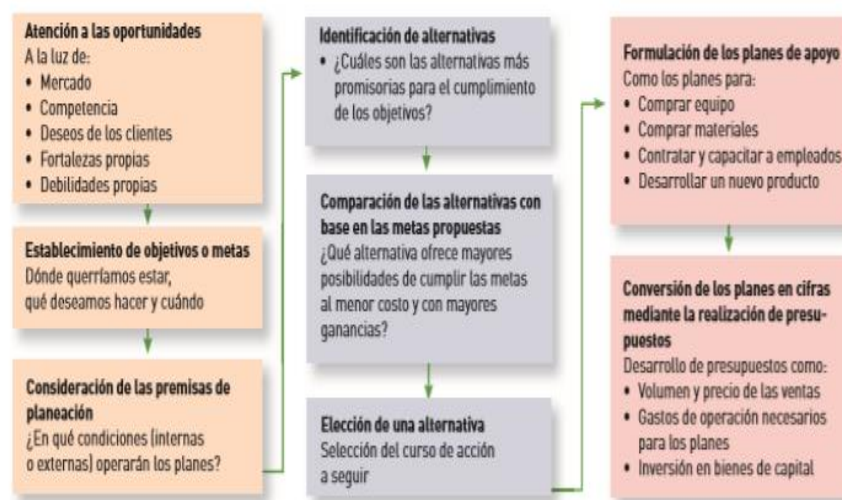 Atención a las oportunidades
A la luz de:
• Mercado
• Competencia
• Deseos de los clientes
• Fortalezas propias
• Debilidades propias
Establecimiento de objetivos o metas
Dónde querríamos estar,
qué deseamos hacer y cuándo
Consideración de las premisas de
planeación
¿En qué condiciones (internas
o externas) operarán los planes?
Identificación de alternativas
• ¿Cuáles son las alternativas más
promisorias para el cumplimiento
de los objetivos?
Comparación de las alternativas con
base en las metas propuestas
¿Qué alternativa ofrece mayores
posibilidades de cumplir las metas
al menor costo y con mayores
ganancias?
Elección de una alternativa
Selección del curso de acción
a seguir
Formulación de los planes de apoyo
Como los planes para:
• Comprar equipo
• Comprar materiales
• Contratar y capacitar a empleados
• Desarrollar un nuevo producto
Conversión de los planes en cifras
mediante la realización de presu-
puestos
Desarrollo de presupuestos como:
• Volumen y precio de las ventas
• Gastos de operación necesarios
para los planes
• Inversión en bienes de capital